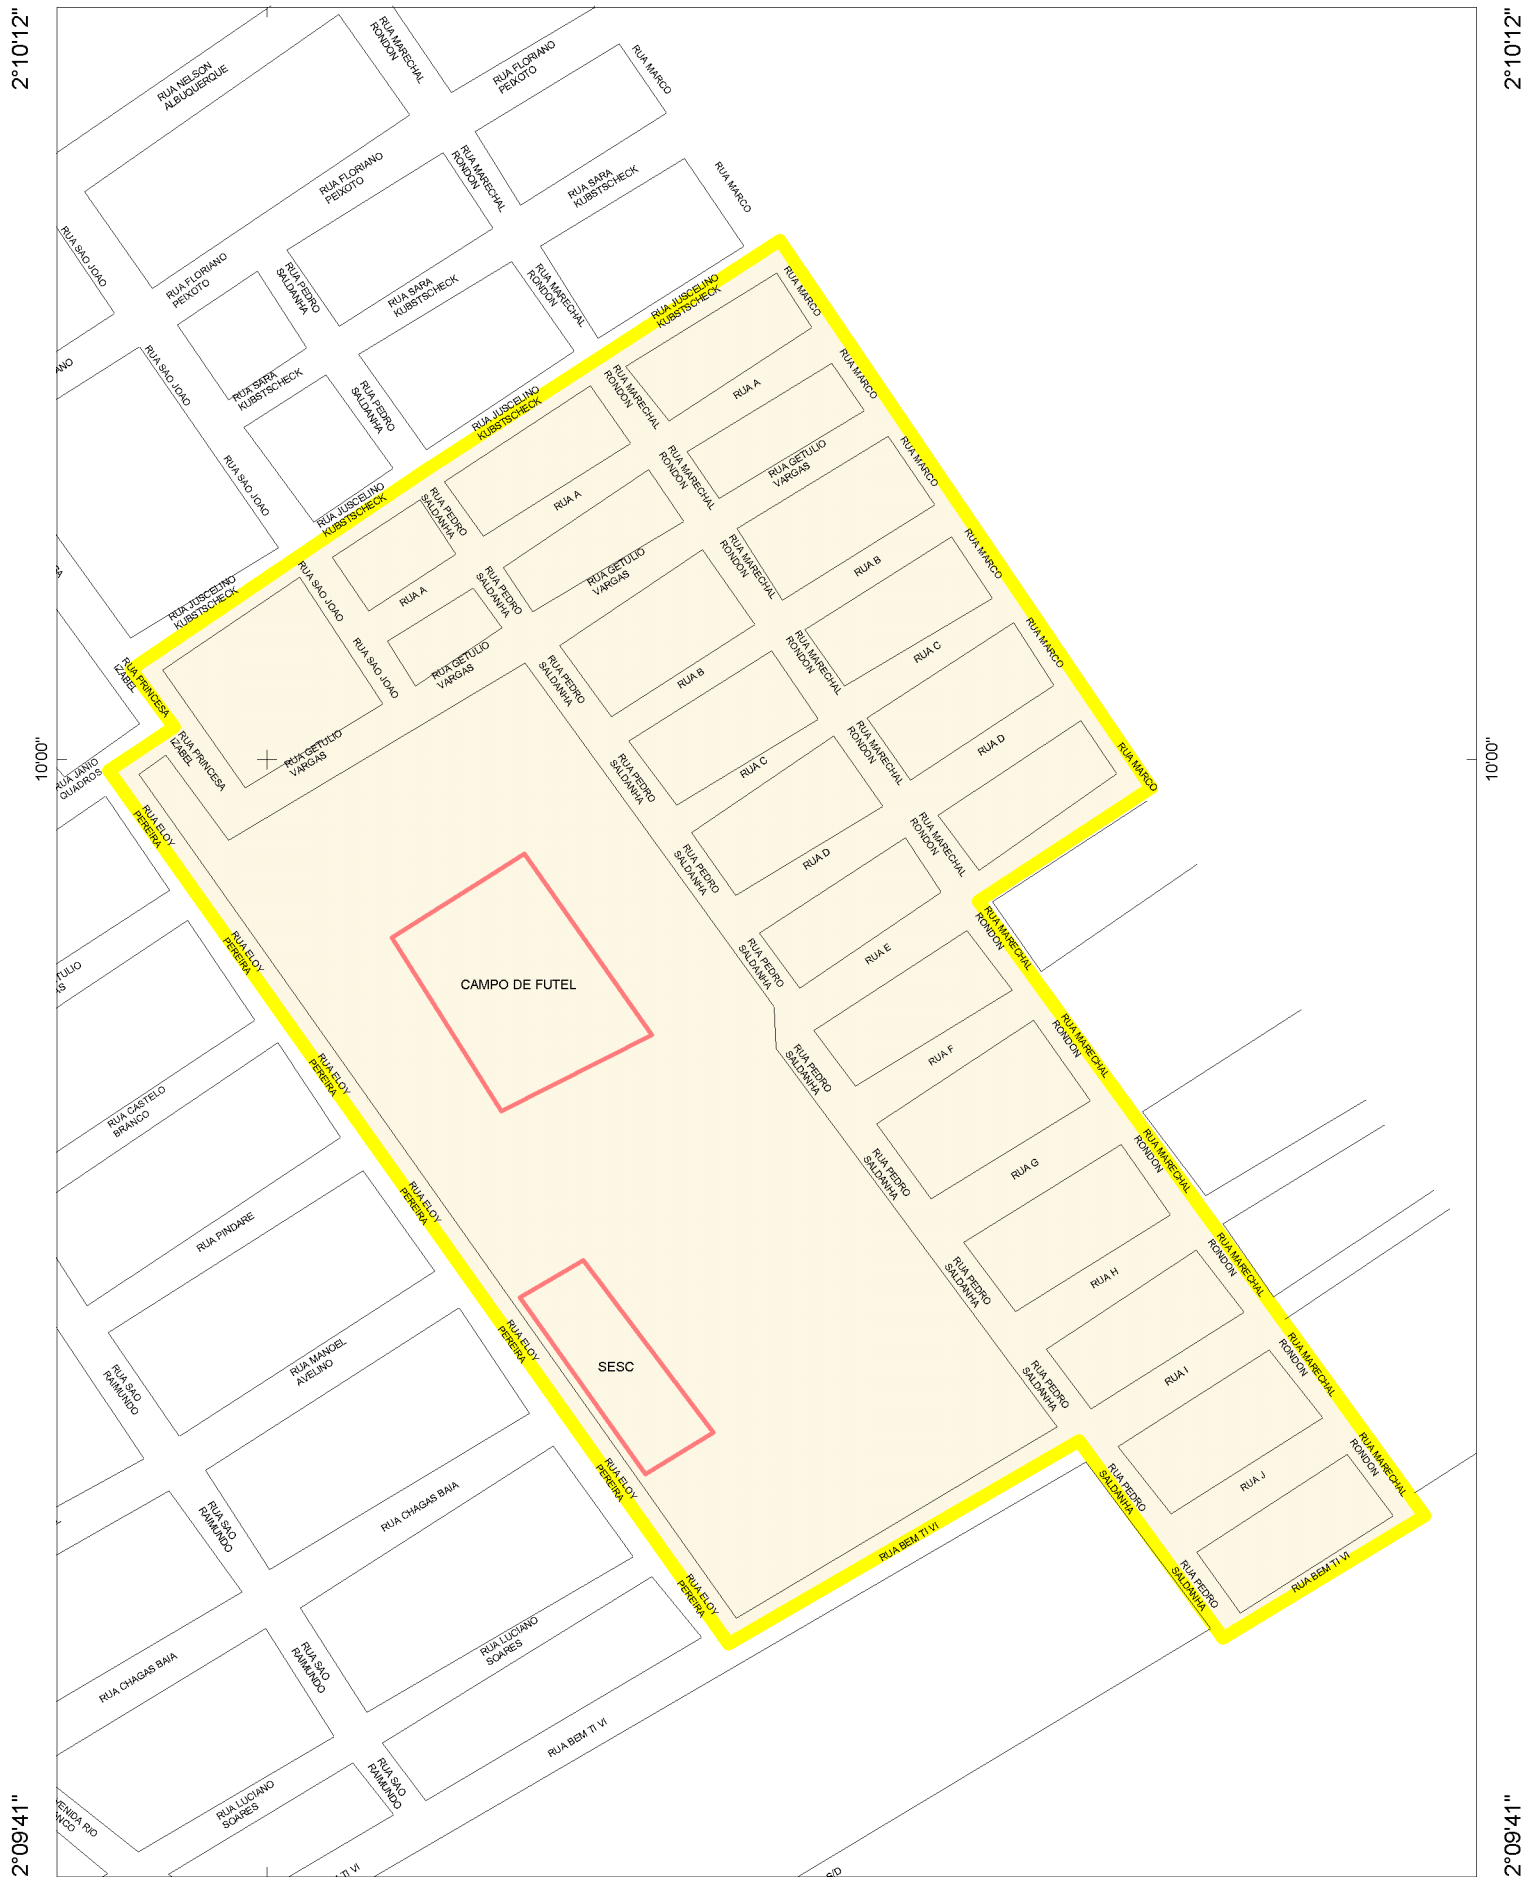 2°10'12"
2°10'12"
RUA MARECHAL
RONDON
RUA FLORIANO
PEIXOTO
RUA MARCO
RUA NELSON
ALBUQUERQUE
RUA FLORIANO
PEIXOTO
RUA MARECHAL
RONDON
RUA SARA
KUBSTSCHECK
RUA MARCO
RUA SAO JOAO
RUA FLORIANO
PEIXOTO
RUA PEDRO
SALDANHA
RUA SARA
KUBSTSCHECK
RUA MARECHAL
RONDON
RUA JUSCELINO
KUBSTSCHECK
RUA MARCO
ANO
RUA SAO JOAO
RUA SARA
KUBSTSCHECK
RUA PEDRO
SALDANHA
RUA JUSCELINO
KUBSTSCHECK
RUA MARECHAL
RONDON
RUA A
RUA MARCO
RUA SAO JOAO
RUA JUSCELINO
KUBSTSCHECK
RUA PEDRO
SALDANHA
RUA A
RUA MARECHAL
RONDON
RUA GETULIO
VARGAS
RUA MARCO
RUA JUSCELINO
KUBSTSCHECK
RUA SAO JOAO
RUA A
RUA PEDRO
SALDANHA
RUA GETULIO
VARGAS
RUA MARECHAL
RONDON
RUA B
RUA MARCO
RUA PRINCESA
IZABEL
RUA SAO JOAO
RUA GETULIO
VARGAS
RUA PEDRO
SALDANHA
RUA B
RUA MARECHAL
RONDON
RUA C
RUA MARCO
10'00"
RUA JANIO
QUADROS
RUA PRINCESA
IZABEL
RUA GETULIO
VARGAS
RUA PEDRO
SALDANHA
RUA C
RUA MARECHAL
RONDON
RUA D
RUA MARCO
10'00"
RUA ELOY
PEREIRA
RUA PEDRO
SALDANHA
RUA D
RUA MARECHAL
RONDON
TULIO
AS
RUA ELOY
PEREIRA
CAMPO DE FUTEL
RUA PEDRO
SALDANHA
RUA E
RUA MARECHAL
RONDON
RUA ELOY
PEREIRA
RUA PEDRO
SALDANHA
RUA F
RUA MARECHAL
RONDON
RUA CASTELO
BRANCO
RUA PEDRO
SALDANHA
RUA G
RUA MARECHAL
RONDON
RUA PINDARE
RUA ELOY
PEREIRA
RUA PEDRO
SALDANHA
RUA H
RUA MARECHAL
RONDON
RUA SAO
RAIMUNDO
RUA MANOEL
AVELINO
RUA ELOY
PEREIRA
SESC
RUA PEDRO
SALDANHA
RUA I
RUA MARECHAL
RONDON
RUA SAO
RAIMUNDO
RUA CHAGAS BAIA
RUA ELOY
PEREIRA
RUA BEM TI VI
RUA PEDRO
SALDANHA
RUA J
RUA MARECHAL
RONDON
RUA CHAGAS BAIA
RUA SAO
RAIMUNDO
RUA LUCIANO
SOARES
RUA ELOY
PEREIRA
RUA PEDRO
SALDANHA
RUA BEM TI VI
VENIDA RIO
NCO
RUA LUCIANO
SOARES
RUA SAO
RAIMUNDO
RUA BEM TI VI
TI VI
S/D
2°09'41"
2°09'41"